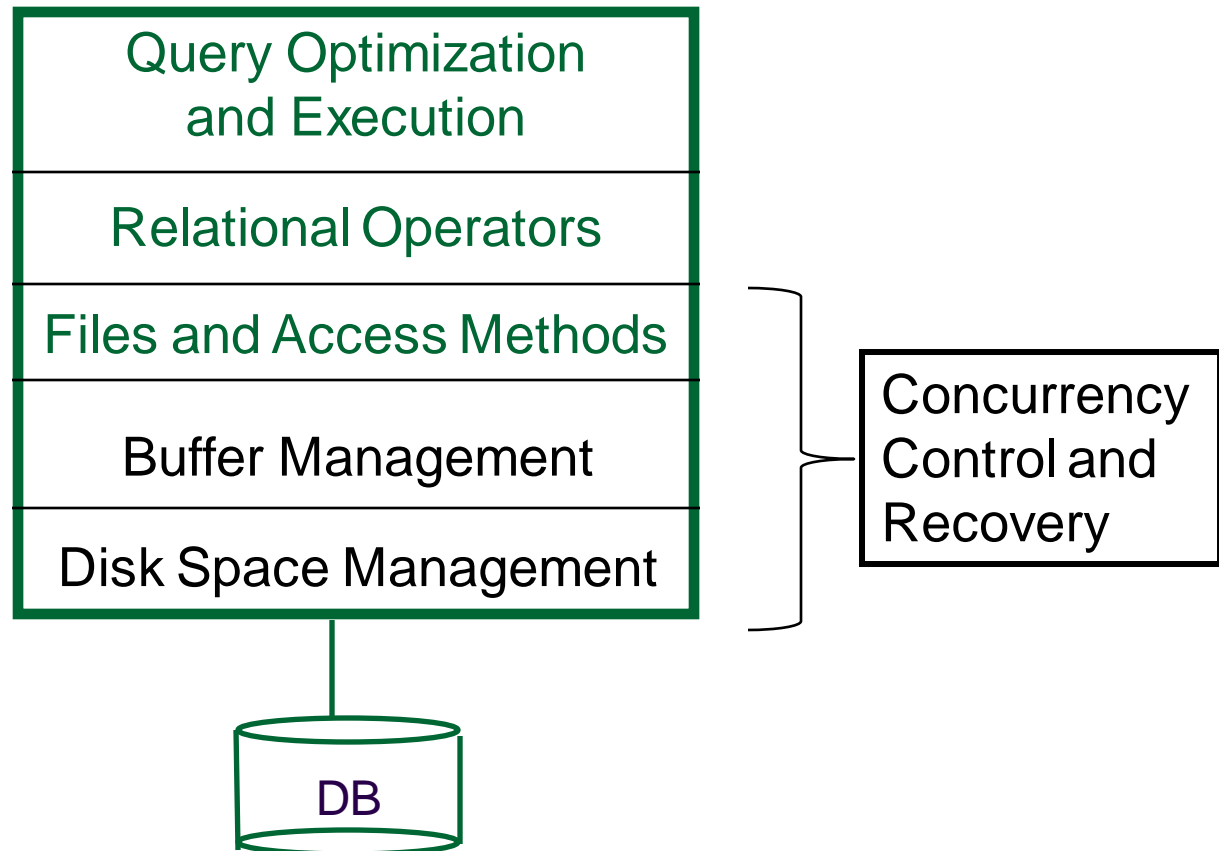 Query Optimization
and Execution
Relational Operators
Files and Access Methods
Buffer Management
Disk Space Management
Concurrency
Control and
Recovery
DB